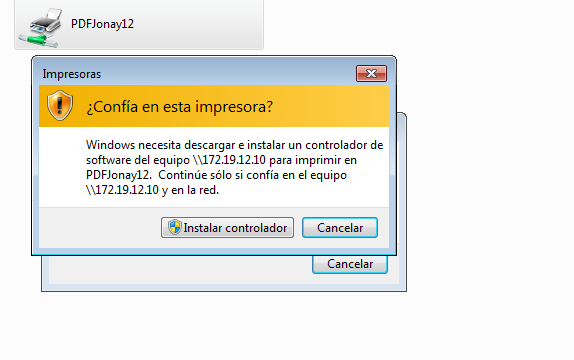 PDFJonay12
Impresoras
¿Confía en esta impresora?
Windows necesita descargar e instalar un controlador de
software del equipo \\172.19.12.10 para imprimir en
PDFJonay12. Continúe sólo si confía en el equipo
\\172.19.12.10 y en la red.
Instalar controlador
Cancelar
Cancelar